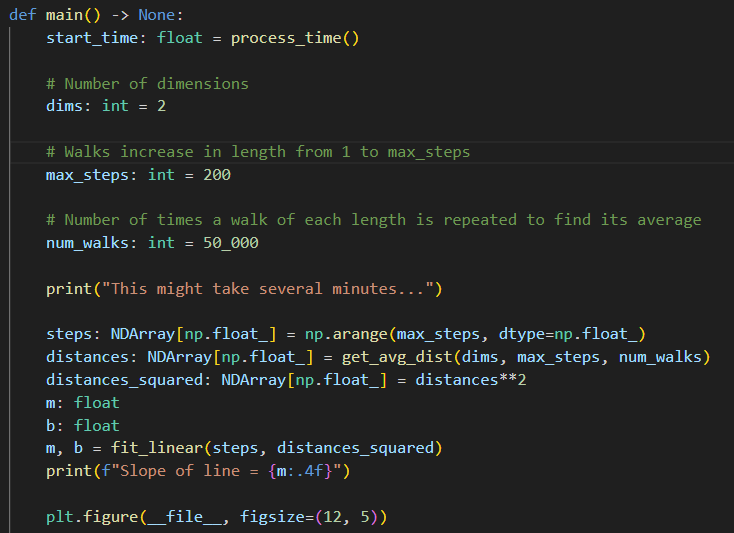 def main() -> None:
    start_time: float = process_time()
    # Number of dimensions
    dims: int = 2
    # Walks increase in length from 1 to max_steps
    max_steps: int = 200
    # Number of times a walk of each length is repeated to find its average
    num_walks: int = 50_000
    print("This might take several minutes...")
    steps: NDArray[np.float_] = np.arange(max_steps, dtype=np.float_)
    distances: NDArray[np.float_] = get_avg_dist(dims, max_steps, num_walks)
    distances_squared: NDArray[np.float_] = distances**2
    m: float
    b: float
    m, b = fit_linear(steps, distances_squared)
    print(f"Slope of line = {m:.4f}")
    plt.figure(__file__, figsize=(12, 5))